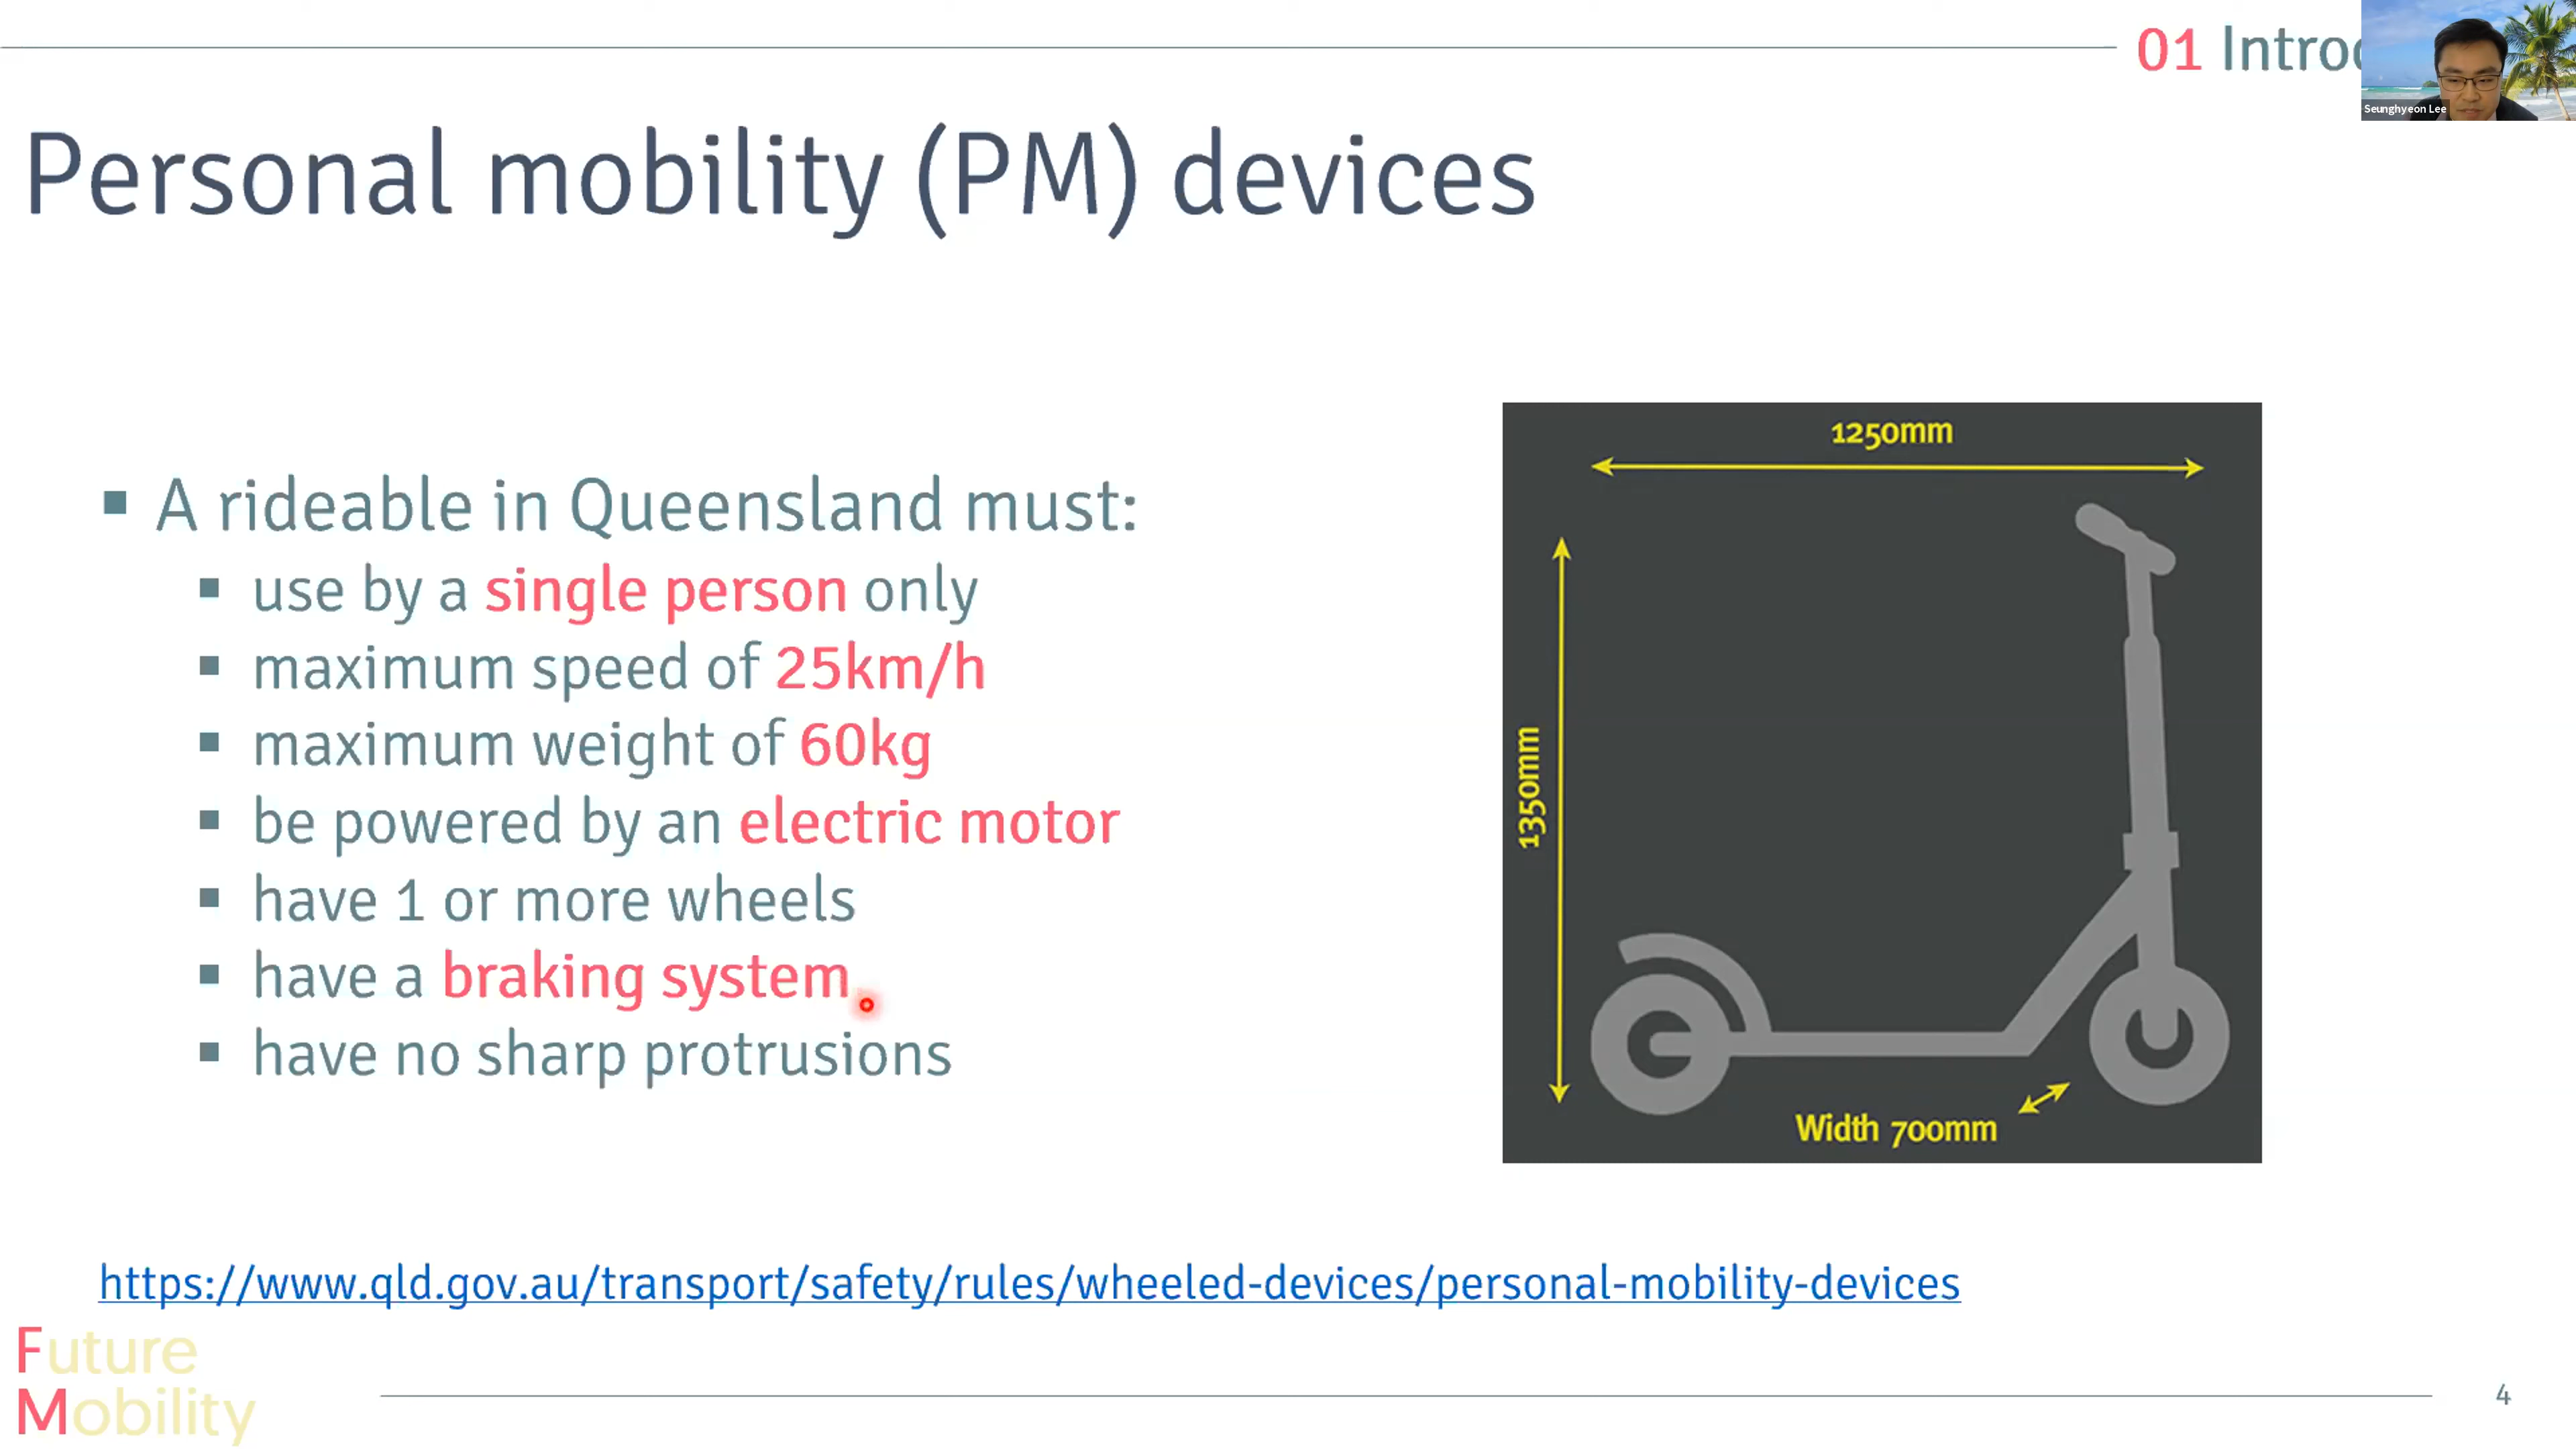 01 Intro
Seunghyeon Lee
Personal mobility (PM) devices
A rideable in Queensland must:
use by a single person only
maximum speed of 25km/h
maximum weight of 60kg
be powered by an electric motor
have 1 or more wheels
have a braking system
have no sharp protrusions
1250mm
1350mm
Width 700mm
https://www.qld.gov.au/transport/safety/rules/wheeled-devices/personal-mobility-devices
Future
Mobility
4